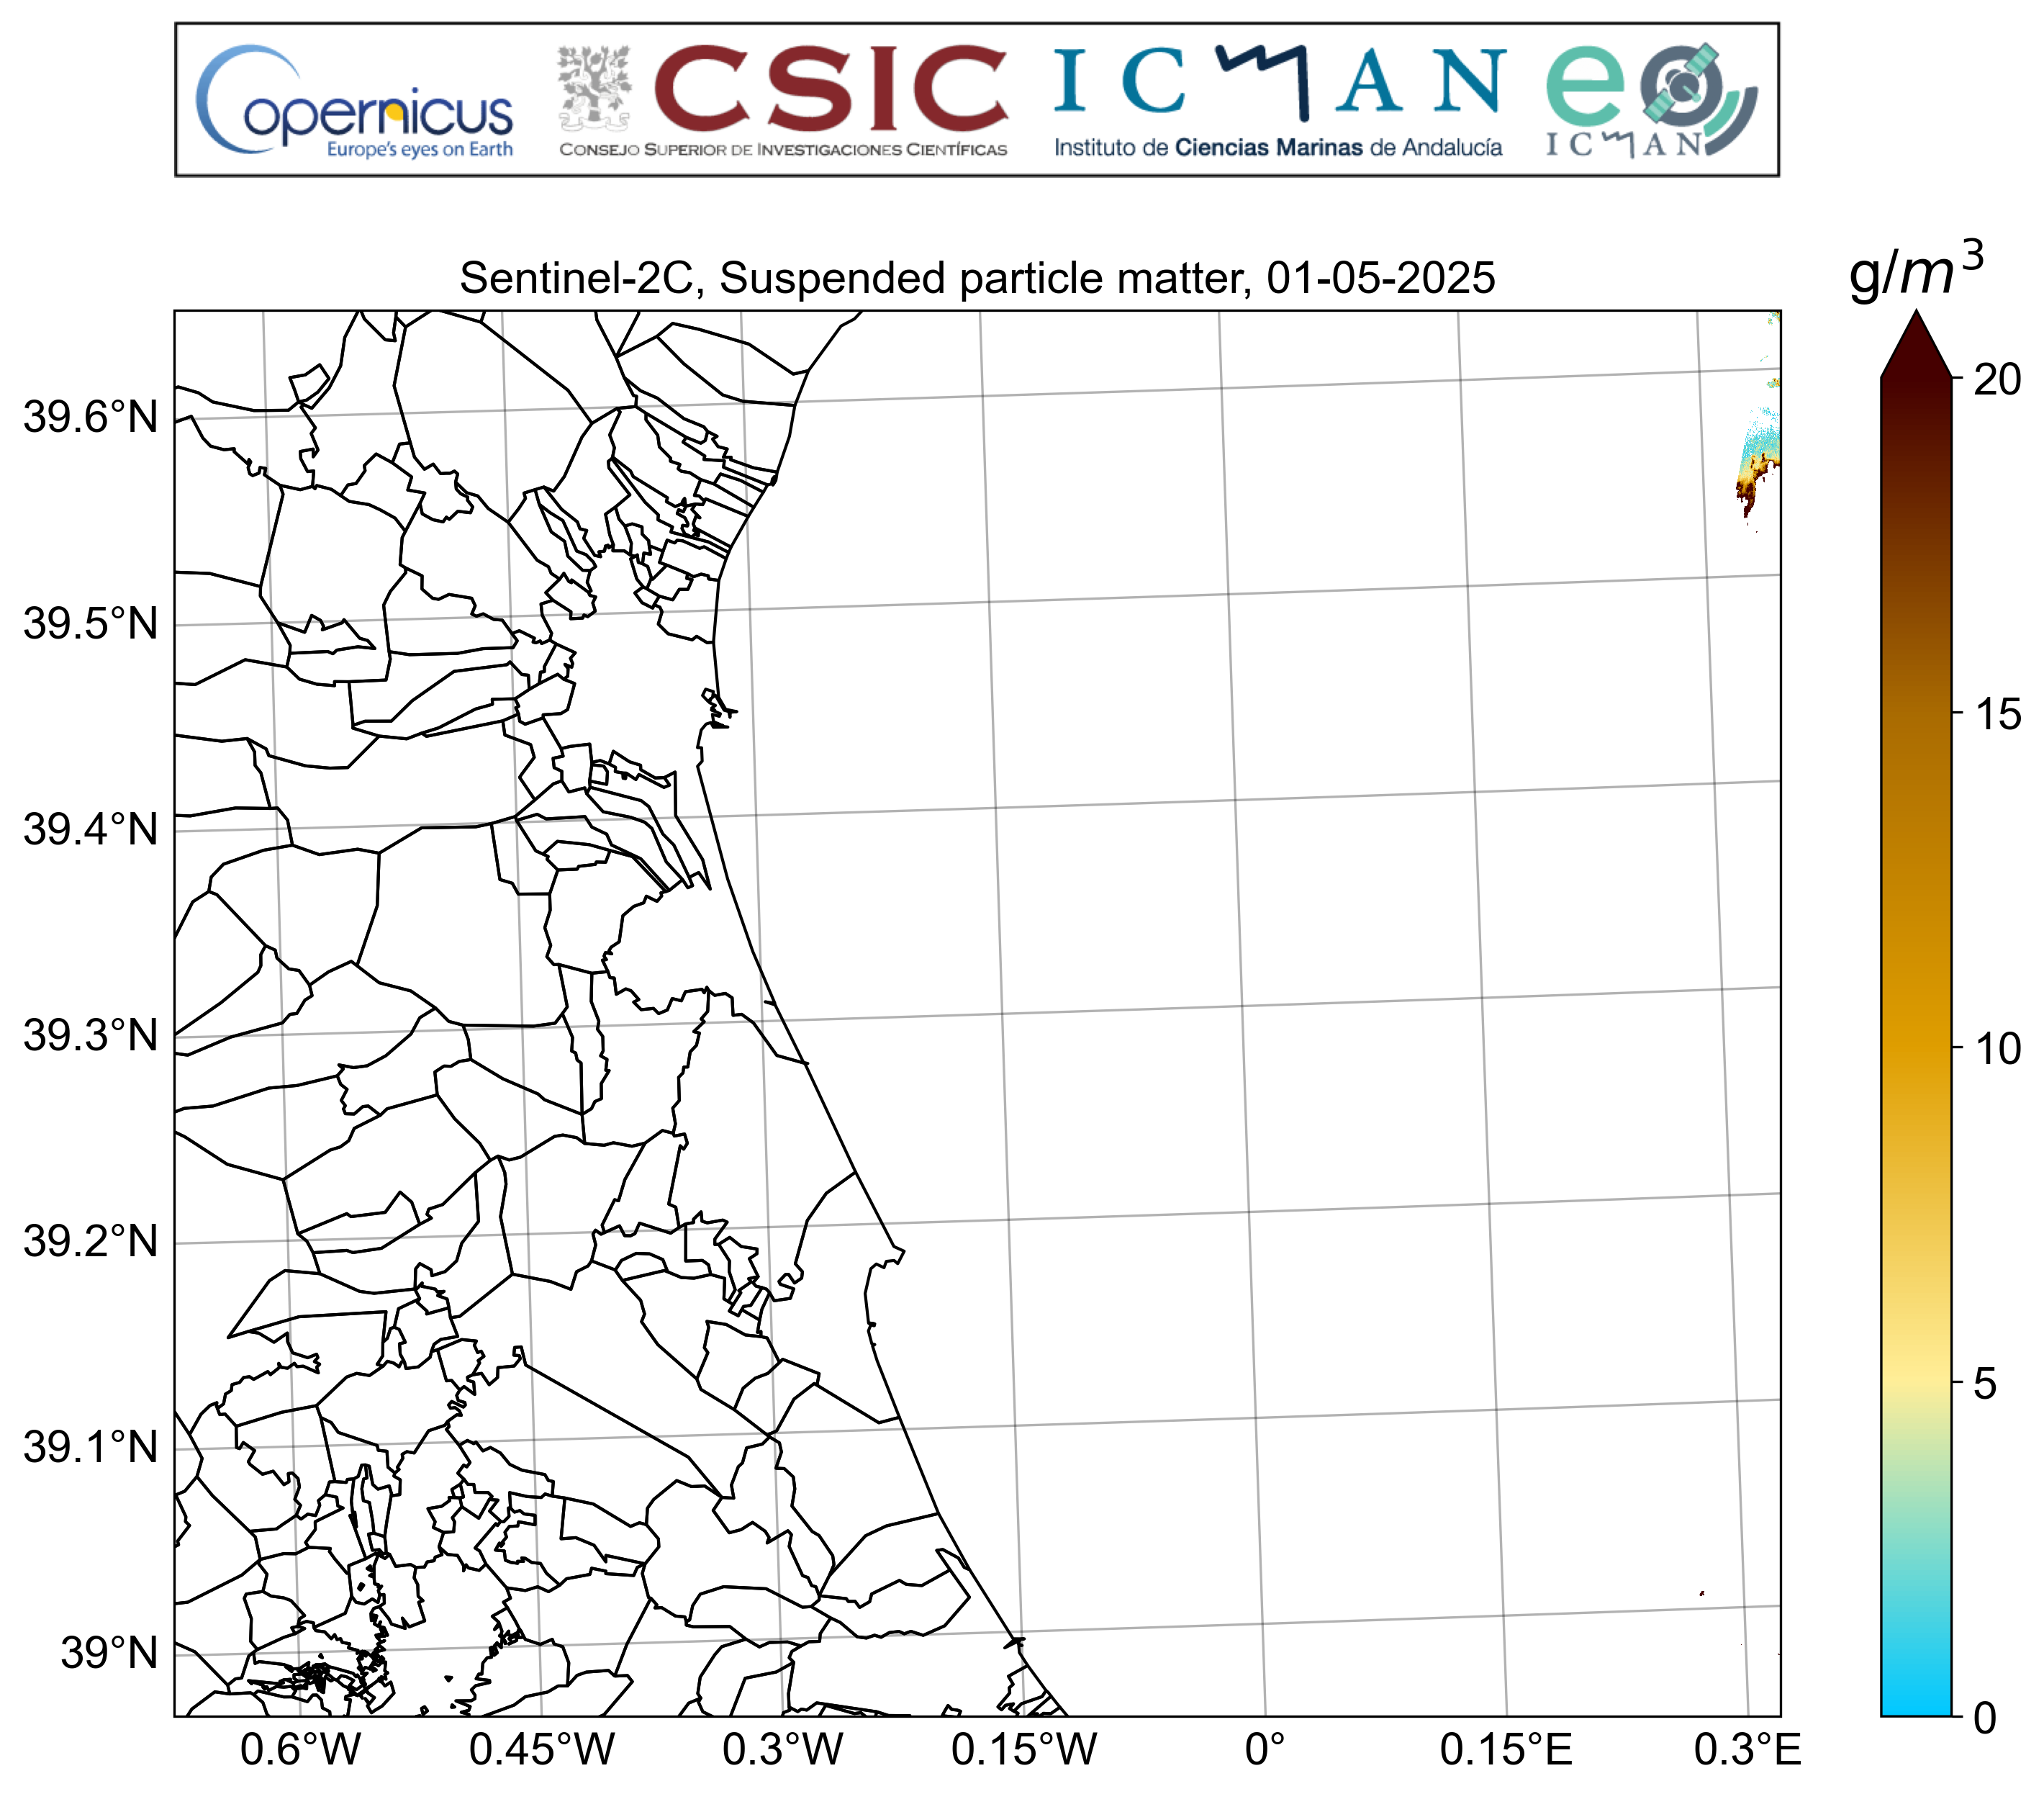 Copernicus
Europe's eyes on Earth
CSIC
CONSEJO SUPERIOR DE INVESTIGACIONES CIENTÍFICAS
ICMAN
Instituto de Ciencias Marinas de Andalucía
eo
ICMAN
Sentinel-2C, Suspended particle matter, 01-05-2025
g/m³
39.6°N
39.5°N
39.4°N
39.3°N
39.2°N
39.1°N
39°N
0.6°W 0.45°W 0.3°W 0.15°W 0° 0.15°E 0.3°E
20
15
10
5
0